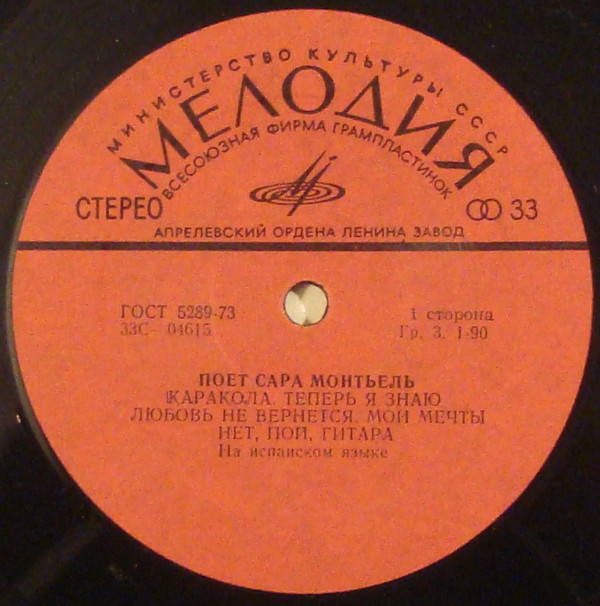 МИНИСТЕРСТВО КУЛЬТУРЫ СССР
МЕЛОДИЯ
ВСЕСОЮЗНАЯ ФИРМА ГРАМПЛАСТИНОК
СТЕРЕО
33
АПРЕЛЕВСКИЙ ОРДЕНА ЛЕНИНА ЗАВОД
ГОСТ 5289-73
1 сторона
33С— 04615
Гр. 3. 1-90
ПОЕТ САРА МОНТЬЕЛЬ
КАРАКОЛА. ТЕПЕРЬ Я ЗНАЮ
ЛЮБОВЬ НЕ ВЕРНЕТСЯ. МОИ МЕЧТЫ
НЕТ, ПОЙ, ГИТАРА
На испанском языке